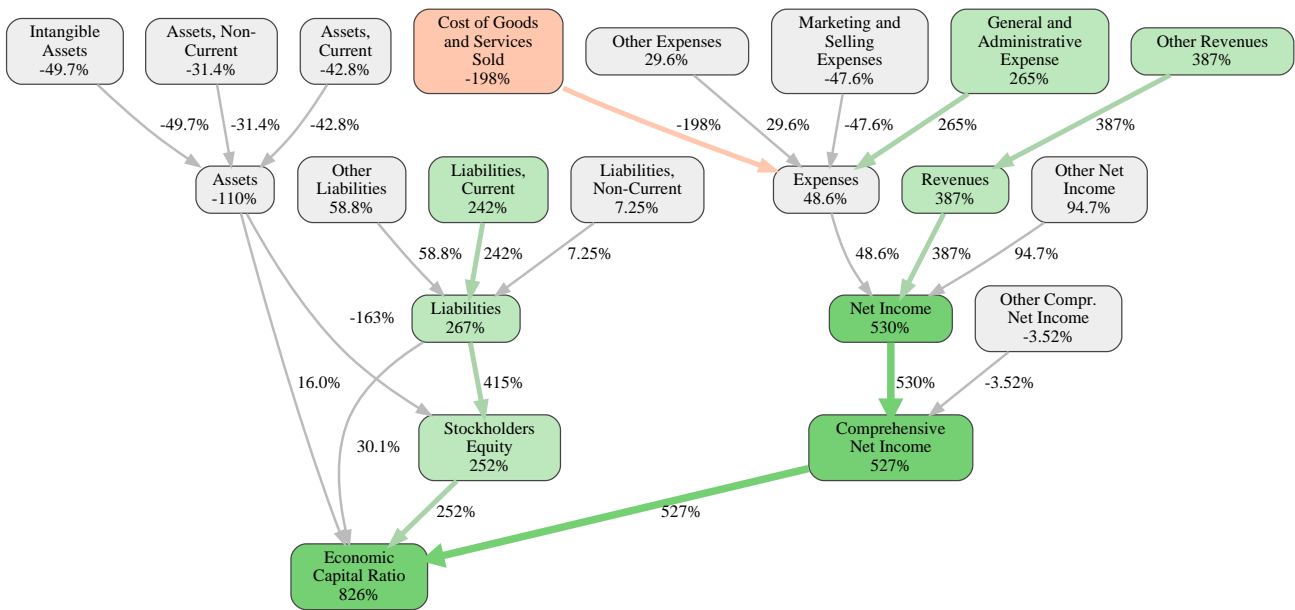 Intangible
Assets
-49.7%
Assets, Non-
Current
-31.4%
Assets,
Current
-42.8%
Cost of Goods
and Services
Sold
-198%
Other Expenses
29.6%
Marketing and
Selling
Expenses
-47.6%
General and
Administrative
Expense
265%
Other Revenues
387%
-49.7%
-31.4%
-42.8%
-198%
29.6%
-47.6%
265%
387%
Assets
-110%
Other
Liabilities
58.8%
Liabilities,
Current
242%
Liabilities,
Non-Current
7.25%
Expenses
48.6%
Revenues
387%
Other Net
Income
94.7%
58.8%
242%
7.25%
48.6%
387%
94.7%
-163%
Liabilities
267%
Net Income
530%
Other Compr.
Net Income
-3.52%
16.0%
415%
530%
-3.52%
30.1%
Stockholders
Equity
252%
Comprehensive
Net Income
527%
252%
527%
Economic
Capital Ratio
826%